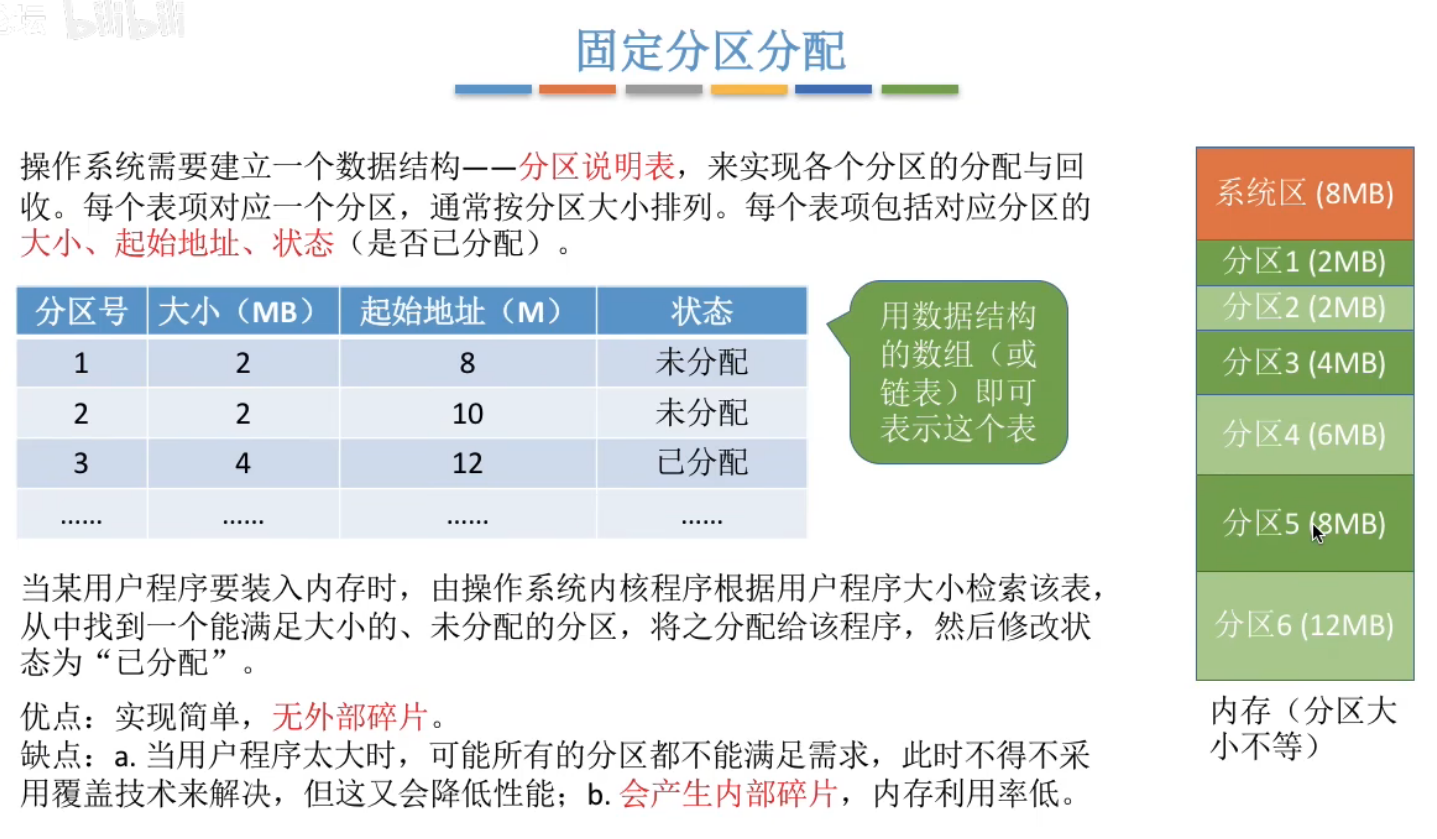 bilibili
固定分区分配
操作系统需要建立一个数据结构——分区说明表，来实现各个分区的分配与回
收。每个表项对应一个分区，通常按分区大小排列。每个表项包括对应分区的
大小、起始地址、状态（是否已分配）。
分区号 大小（MB） 起始地址（M） 状态
1 2 8 未分配
2 2 10 未分配
3 4 12 已分配
...... ...... ...... ......
用数据结构
的数组（或
链表）即可
表示这个表
当某用户程序要装入内存时，由操作系统内核程序根据用户程序大小检索该表，
从中找到一个能满足大小的、未分配的分区，将之分配给该程序，然后修改状
态为“已分配”。
优点：实现简单，无外部碎片。
缺点：a. 当用户程序太大时，可能所有的分区都不能满足需求，此时不得不采
用覆盖技术来解决，但这又会降低性能；b. 会产生内部碎片，内存利用率低。
系统区 (8MB)
分区1 (2MB)
分区2 (2MB)
分区3 (4MB)
分区4 (6MB)
分区5 (8MB)
分区6 (12MB)
内存（分区大
小不等）